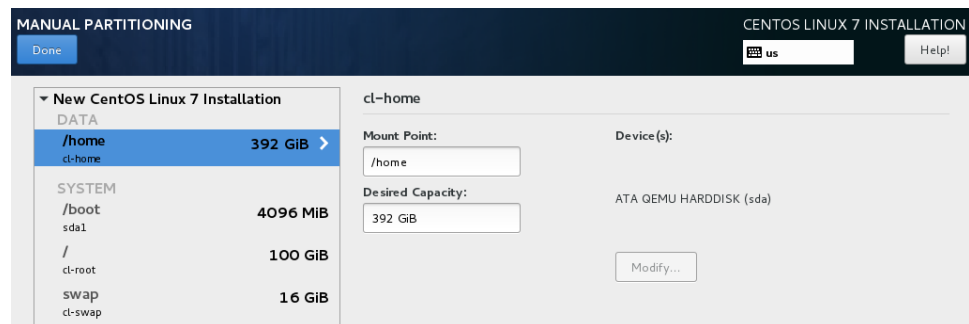 MANUAL PARTITIONING
CENTOS LINUX 7 INSTALLATION
Done
us
Help!
New CentOS Linux 7 Installation
DATA
/home
392 GiB
cl-home
SYSTEM
/boot
4096 MiB
sda1
/
100 GiB
cl-root
swap
16 GiB
cl-swap
cl-home
Mount Point:
/home
Desired Capacity:
392 GiB
Device(s):
ATA QEMU HARDDISK (sda)
Modify...